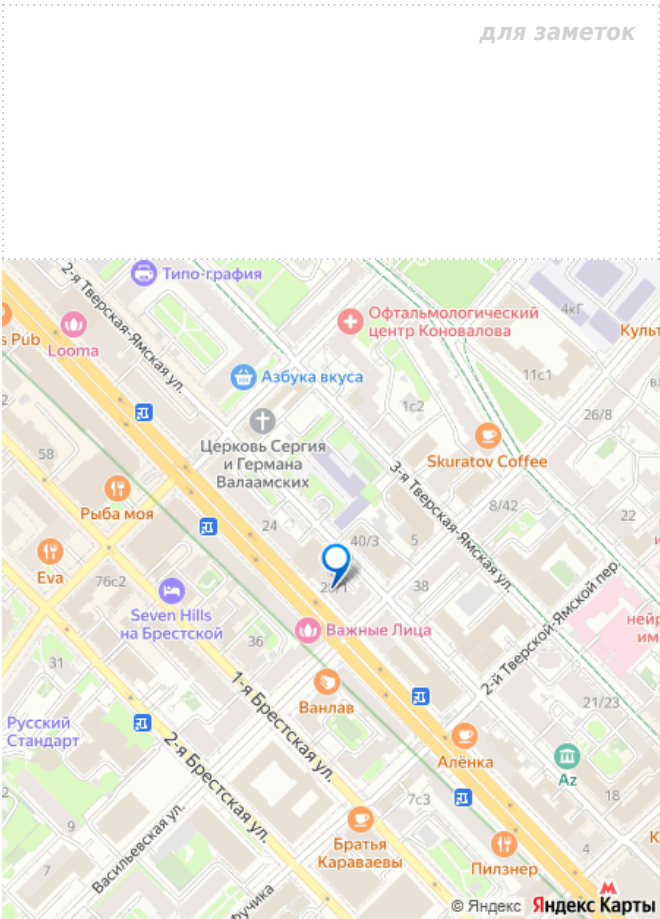 для заметок
2-я Тверская-Ямская ул.
Типо-графия
s Pub
Looma
Офтальмологический
центр Коновалова
4кГ
Культ
Азбука вкуса
11с1
1с2
26/8
2
Церковь Сергия
и Германа
Валаамских
Skuratov Coffee
58
3-я Тверская-Ямская ул.
Рыба моя
8/42
22
24
40/3
5
Eva
76с2
38
Seven Hills
на Брестской
Важные Лица
2-й Тверской-Ямской пер.
нейр
им.
36
31
1-я Брестская ул.
Ванлав
21/23
Русский
Стандарт
2-я Брестская ул.
Алёнка
Az
2
7с3
18
9
Васильевская ул.
Братья
Караваевы
Пилзнер
4
7
© Яндекс Яндекс Карты